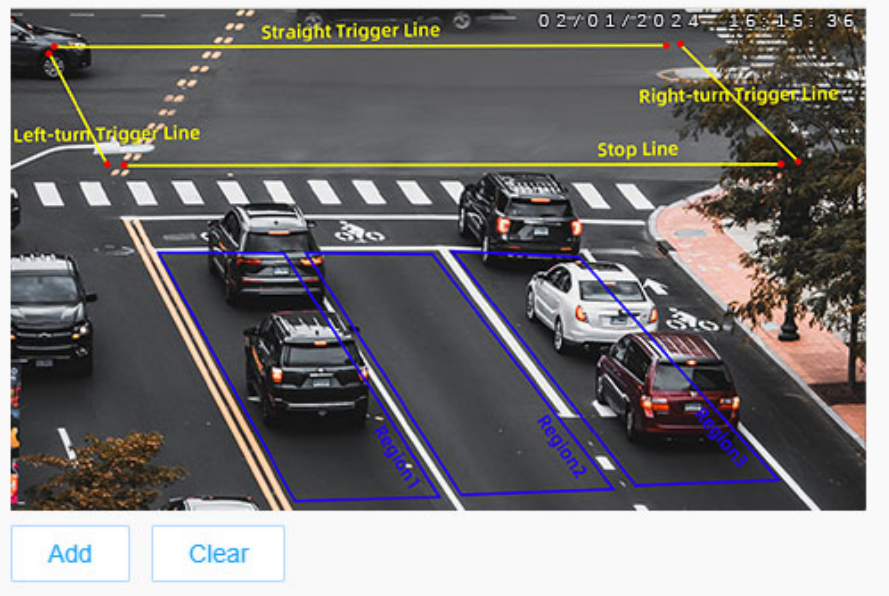 02/01/2024 16:15:36
Straight Trigger Line
Right-turn Trigger Line
Left-turn Trigger Line
Stop Line
Region1
Region2
Region3
Add
Clear